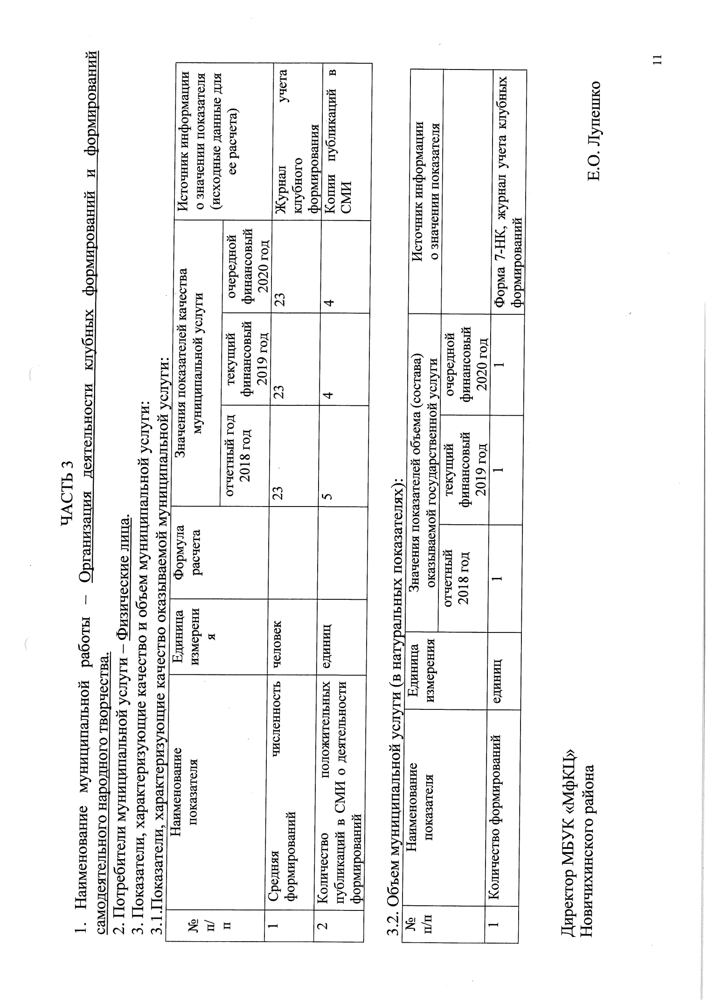 ЧАСТЬ 3
1. Наименование муниципальной работы – Организация деятельности клубных формирований и формирований
самодеятельного народного творчества.
2. Потребители муниципальной услуги – Физические лица.
3. Показатели, характеризующие качество и объем муниципальной услуги:
3.1.Показатели, характеризующие качество оказываемой муниципальной услуги:
№
п/
п
Наименование
показателя
Единица
измерени
я
Формула
расчета
Значения показателей качества
муниципальной услуги
отчетный год
2018 год
текущий
финансовый
2019 год
очередной
финансовый
2020 год
Источник информации
о значении показателя
(исходные данные для
ее расчета)
1
Средняя численность
формирований
человек
23
23
23
Журнал учета
клубного
формирования
2
Количество положительных
публикаций в СМИ о деятельности
формирований
единиц
5
4
4
Копии публикаций в
СМИ
3.2. Объем муниципальной услуги (в натуральных показателях):
№
п/п
Наименование
показателя
Единица
измерения
Значения показателей объема (состава)
оказываемой государственной услуги
отчетный
2018 год
текущий
финансовый
2019 год
очередной
финансовый
2020 год
Источник информации
о значении показателя
1
Количество формирований
единиц
1
1
1
Форма 7-НК, журнал учета клубных
формирований
Директор МБУК «МфКЦ»
Новичихинского района
Е.О. Лупешко
11